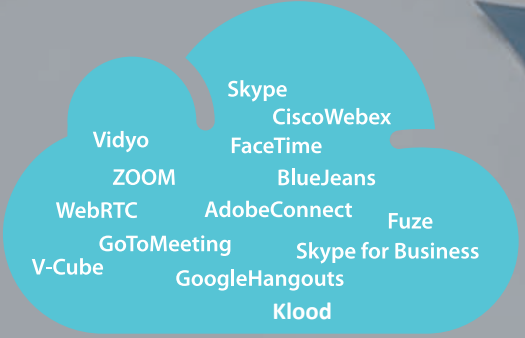 Skype
CiscoWebex
Vidyo
FaceTime
ZOOM
BlueJeans
WebRTC
AdobeConnect
Fuze
GoToMeeting
Skype for Business
V-Cube
GoogleHangouts
Klood